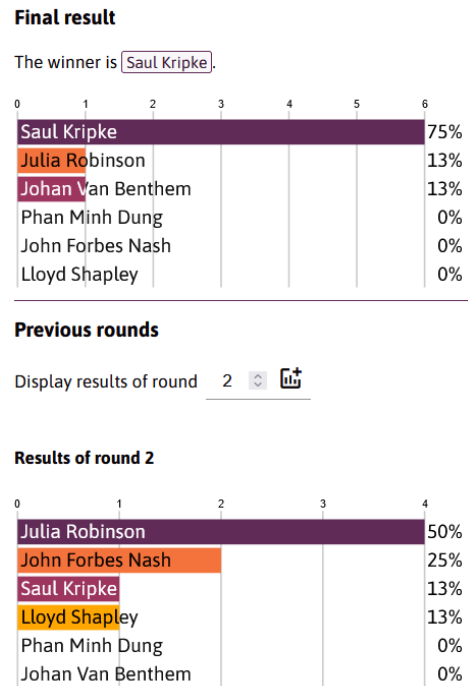 Final result
The winner is Saul Kripke.
0 1 2 3 4 5 6
Saul Kripke 75%
Julia Robinson 13%
Johan Van Benthem 13%
Phan Minh Dung 0%
John Forbes Nash 0%
Lloyd Shapley 0%
Previous rounds
Display results of round 2
Results of round 2
0 1 2 3 4
Julia Robinson 50%
John Forbes Nash 25%
Saul Kripke 13%
Lloyd Shapley 13%
Phan Minh Dung 0%
Johan Van Benthem 0%